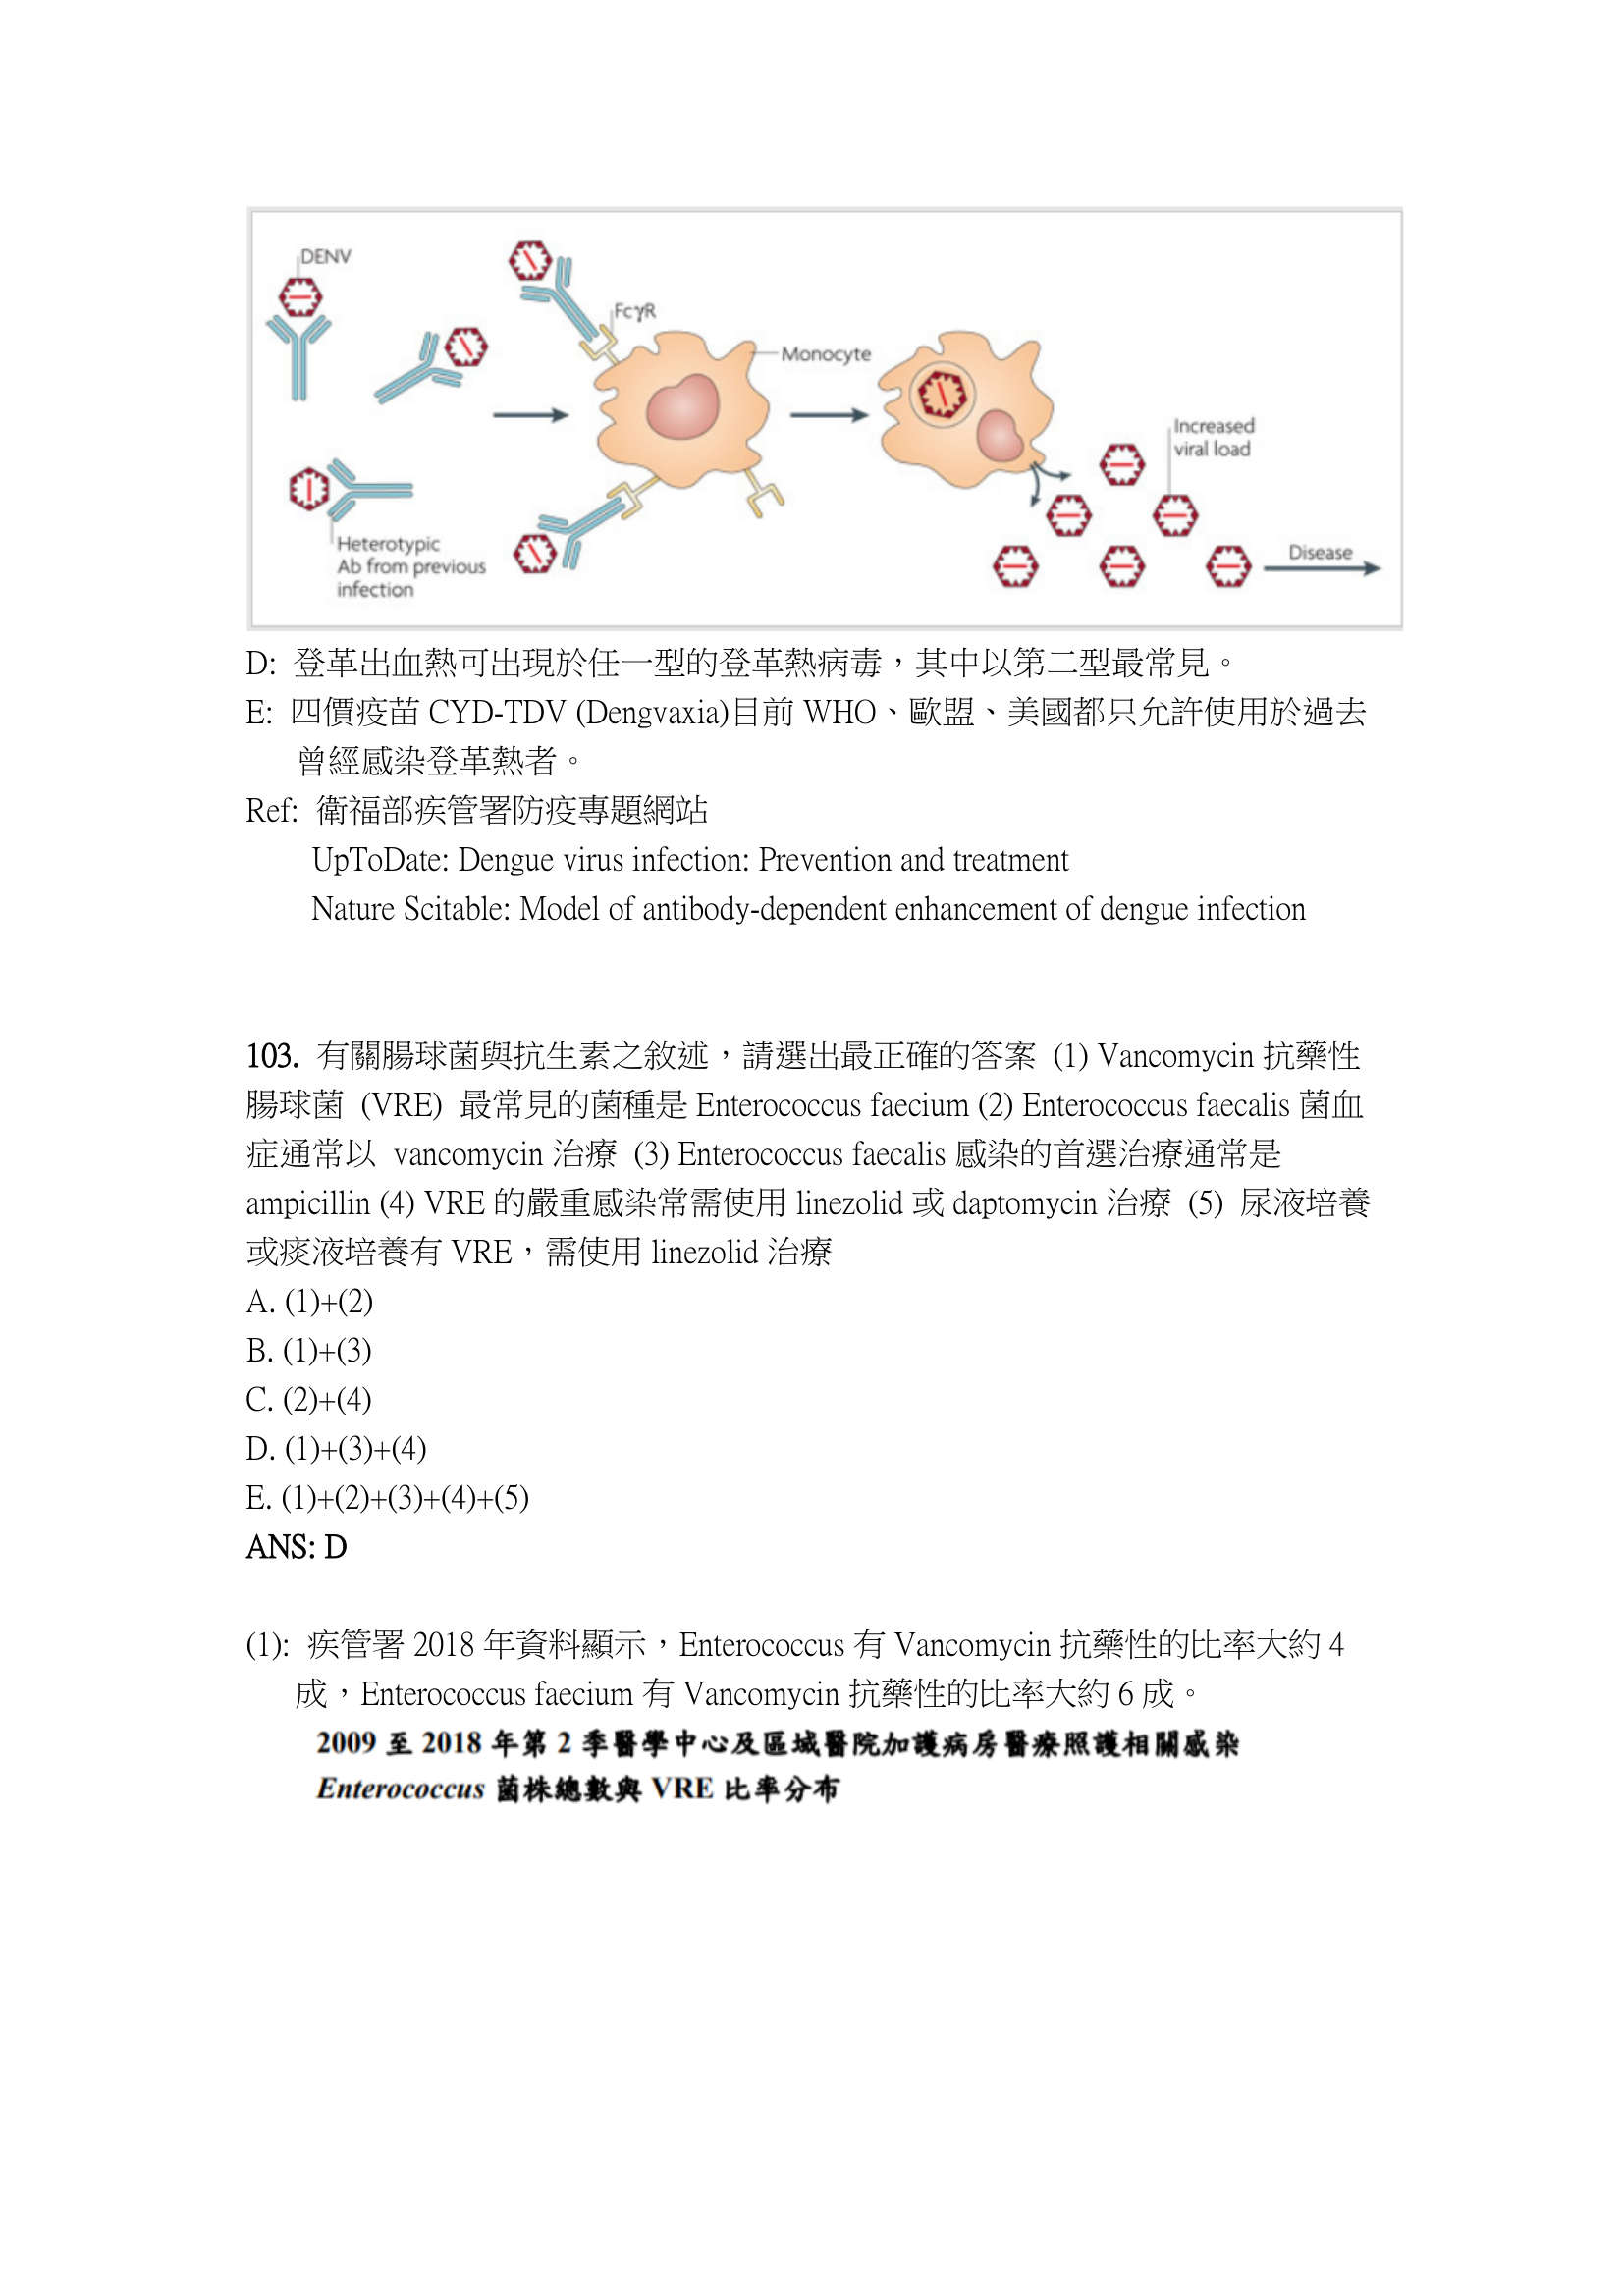 DENV
FcγR
Monocyte
Increased
viral load
Heterotypic
Ab from previous
infection
Disease
D: 登革出血熱可出現於任一型的登革熱病毒，其中以第二型最常見。
E: 四價疫苗 CYD-TDV (Dengvaxia)目前 WHO、歐盟、美國都只允許使用於過去
曾經感染登革熱者。
Ref: 衛福部疾管署防疫專題網站
UpToDate: Dengue virus infection: Prevention and treatment
Nature Scitable: Model of antibody-dependent enhancement of dengue infection
103. 有關腸球菌與抗生素之敘述，請選出最正確的答案 (1) Vancomycin 抗藥性
腸球菌 (VRE) 最常見的菌種是 Enterococcus faecium (2) Enterococcus faecalis 菌血
症通常以 vancomycin 治療 (3) Enterococcus faecalis 感染的首選治療通常是
ampicillin (4) VRE 的嚴重感染常需使用 linezolid 或 daptomycin 治療 (5) 尿液培養
或痰液培養有 VRE，需使用 linezolid 治療
A. (1)+(2)
B. (1)+(3)
C. (2)+(4)
D. (1)+(3)+(4)
E. (1)+(2)+(3)+(4)+(5)
ANS: D
(1): 疾管署 2018 年資料顯示，Enterococcus 有 Vancomycin 抗藥性的比率大約 4
成，Enterococcus faecium 有 Vancomycin 抗藥性的比率大約 6 成。
2009 至 2018 年第 2 季醫學中心及區域醫院加護病房醫療照護相關感染
Enterococcus 菌株總數與 VRE 比率分布